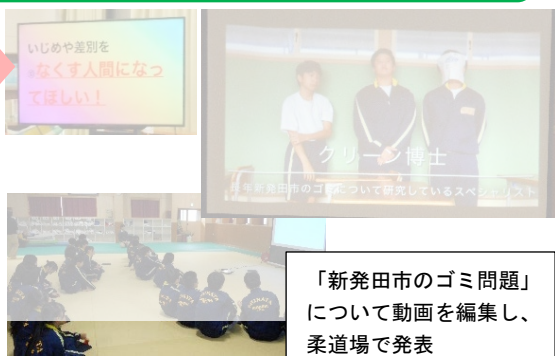 いじめや差別を
なくす人間になっ
てほしい！
グリーン博士
新発田市のゴミについて研究しているスペシャリスト
「新発田市のゴミ問題」
について動画を編集し、
柔道場で発表